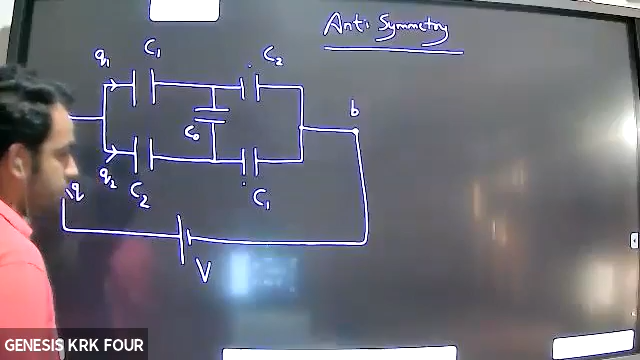 Anti Symmetry
C₁
C₂
q₁
b
C₀
q₂
C₂
C₁
q
V
GENESIS KRK FOUR